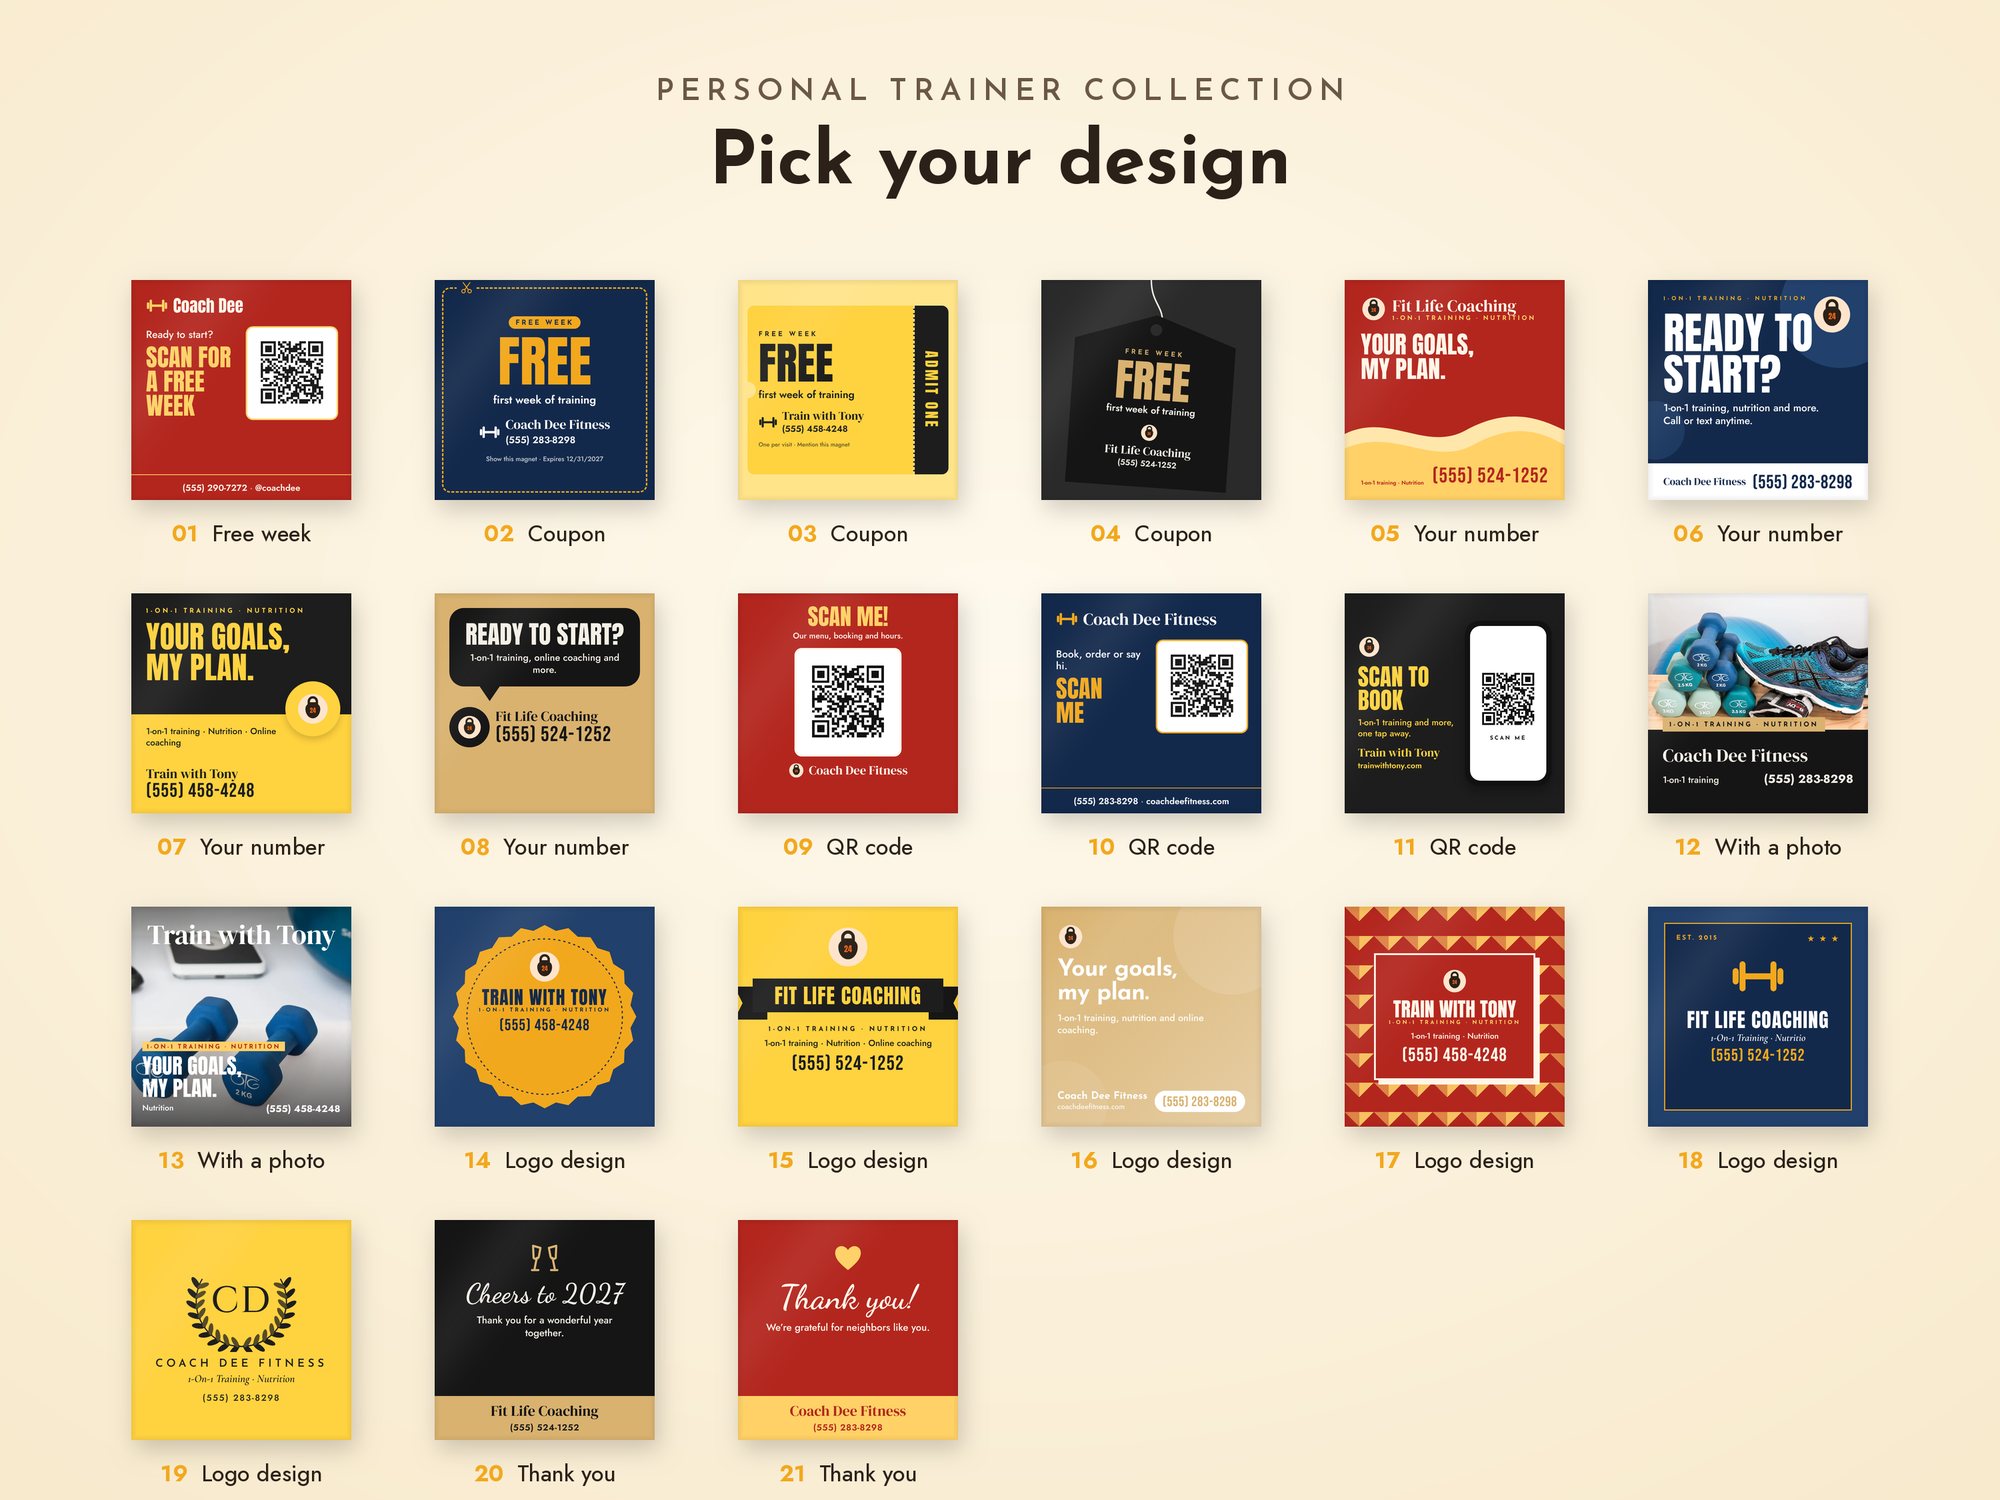 PERSONAL TRAINER COLLECTION
Pick your design
Coach Dee
Ready to start?
SCAN FOR
A FREE
WEEK
(555) 290-7272 · @coachdee
01 Free week
FREE WEEK
FREE
first week of training
Coach Dee Fitness
(555) 283-8298
Show this magnet · Expires 12/31/2027
02 Coupon
FREE WEEK
FREE
first week of training
Train with Tony
(555) 458-4248
One per visit · Mention this magnet
ADMIT ONE
03 Coupon
FREE WEEK
FREE
first week of training
Fit Life Coaching
(555) 524-1252
04 Coupon
Fit Life Coaching
1-ON-1 TRAINING · NUTRITION
YOUR GOALS,
MY PLAN.
1-on-1 training · Nutrition
(555) 524-1252
05 Your number
1-ON-1 TRAINING · NUTRITION
24
READY TO
START?
1-on-1 training, nutrition and more.
Call or text anytime.
Coach Dee Fitness (555) 283-8298
06 Your number
1-ON-1 TRAINING · NUTRITION
YOUR GOALS,
MY PLAN.
24
1-on-1 training · Nutrition · Online
coaching
Train with Tony
(555) 458-4248
07 Your number
READY TO START?
1-on-1 training, online coaching and
more.
Fit Life Coaching
(555) 524-1252
08 Your number
SCAN ME!
Our menu, booking and hours.
Coach Dee Fitness
09 QR code
Coach Dee Fitness
Book, order or say
hi.
SCAN
ME
(555) 283-8298 · coachdeefitness.com
10 QR code
SCAN TO
BOOK
1-on-1 training and more,
one tap away.
Train with Tony
trainwithtony.com
SCAN ME
11 QR code
1-ON-1 TRAINING · NUTRITION
Coach Dee Fitness
1-on-1 training
(555) 283-8298
12 With a photo
Train with Tony
1-ON-1 TRAINING · NUTRITION
YOUR GOALS,
MY PLAN.
2 KG
Nutrition
(555) 458-4248
13 With a photo
24
TRAIN WITH TONY
1-ON-1 TRAINING · NUTRITION
(555) 458-4248
14 Logo design
24
FIT LIFE COACHING
1-ON-1 TRAINING · NUTRITION
1-on-1 training · Nutrition · Online coaching
(555) 524-1252
15 Logo design
Your goals,
my plan.
1-on-1 training, nutrition and online
coaching.
Coach Dee Fitness
coachdeefitness.com
(555) 283-8298
16 Logo design
TRAIN WITH TONY
1-ON-1 TRAINING · NUTRITION
1-on-1 training · Nutrition
(555) 458-4248
17 Logo design
EST. 2015
FIT LIFE COACHING
1-On-1 Training · Nutritio
(555) 524-1252
18 Logo design
CD
COACH DEE FITNESS
1-On-1 Training · Nutrition
(555) 283-8298
19 Logo design
Cheers to 2027
Thank you for a wonderful year
together.
Fit Life Coaching
(555) 524-1252
20 Thank you
Thank you!
We're grateful for neighbors like you.
Coach Dee Fitness
(555) 283-8298
21 Thank you